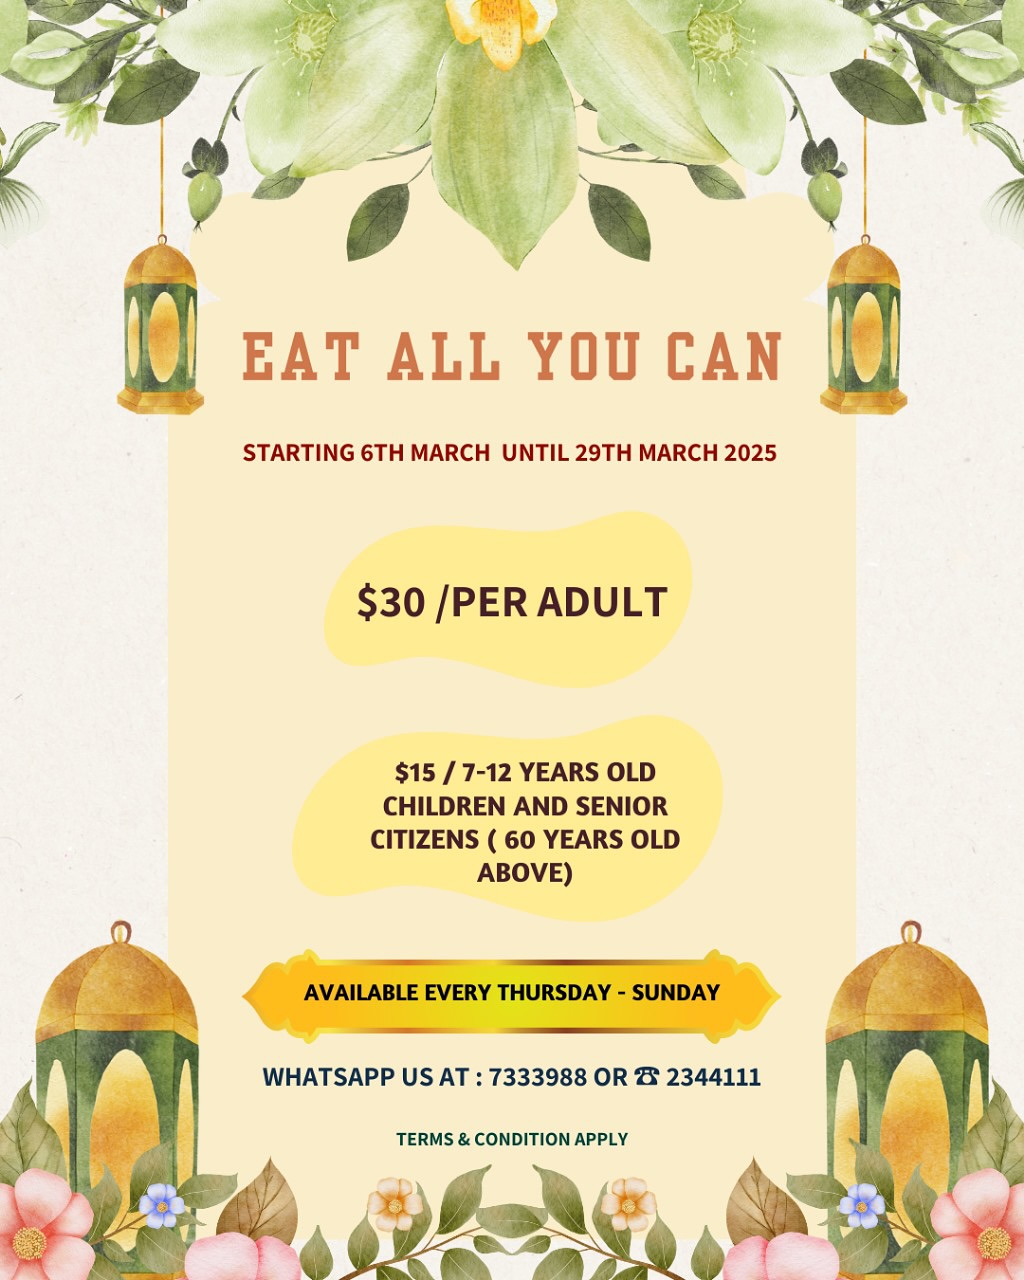 EAT ALL YOU CAN
STARTING 6TH MARCH UNTIL 29TH MARCH 2025
$30 /PER ADULT
$15 / 7-12 YEARS OLD
CHILDREN AND SENIOR
CITIZENS ( 60 YEARS OLD
ABOVE)
AVAILABLE EVERY THURSDAY - SUNDAY
WHATSAPP US AT : 7333988 OR ☎ 2344111
TERMS & CONDITION APPLY